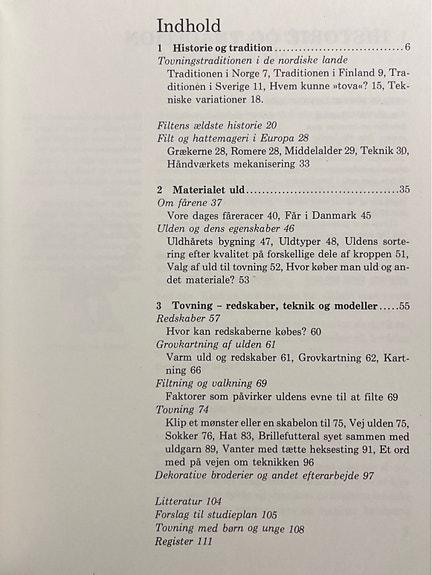 Indhold
1 Historie og tradition ..............................6
Tovningstraditionen i de nordiske lande
Traditionen i Norge 7, Traditionen i Finland 9, Tra-
ditionen i Sverige 11, Hvem kunne »tova«? 15, Tek-
niske variationer 18.
Filtens ældste historie 20
Filt og hattemageri i Europa 28
Grækerne 28, Romere 28, Middelalder 29, Teknik 30,
Håndværkets mekanisering 33
2 Materialet uld....................................35
Om fårene 37
Vore dages fåreracer 40, Får i Danmark 45
Ulden og dens egenskaber 46
Uldhårets bygning 47, Uldtyper 48, Uldens sorte-
ring efter kvalitet på forskellige dele af kroppen 51,
Valg af uld til tovning 52, Hvor køber man uld og an-
det materiale? 53
3 Tovning – redskaber, teknik og modeller.....55
Redskaber 57
Hvor kan redskaberne købes? 60
Grovkartning af ulden 61
Varm uld og redskaber 61, Grovkartning 62, Kart-
ning 66
Filtning og valkning 69
Faktorer som påvirker uldens evne til at filte 69
Tovning 74
Klip et mønster eller en skabelon til 75, Vej ulden 75,
Sokker 76, Hat 83, Brillefutteral syet sammen med
uldgarn 89, Vanter med tætte heksesting 91, Et ord
med på vejen om teknikken 96
Dekorative broderier og andet efterarbejde 97
Litteratur 104
Forslag til studieplan 105
Tovning med børn og unge 108
Register 111